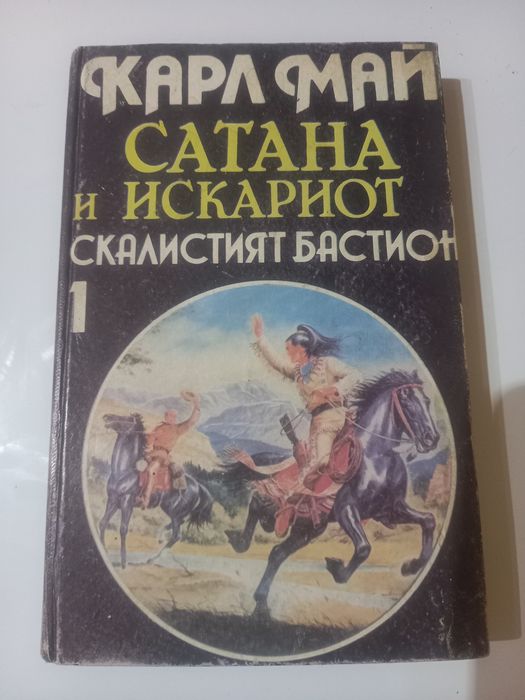 КАРЛ МАЙ
САТАНА
И ИСКАРИОТ
СКАЛИСТИЯТ БАСТИОН
1